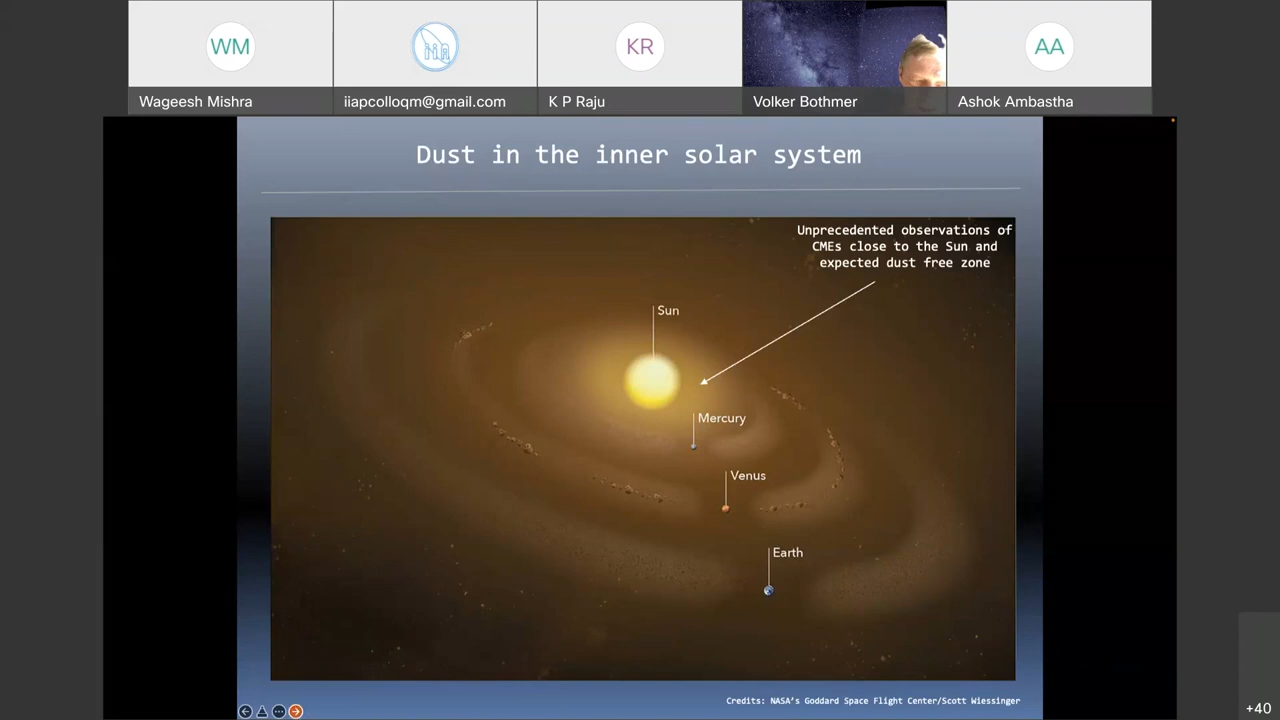 WM
KR
AA
Wageesh Mishra
iiapcolloqm@gmail.com
K P Raju
Volker Bothmer
Ashok Ambastha
Dust in the inner solar system
Unprecedented observations of
CMEs close to the Sun and
expected dust free zone
Sun
Mercury
Venus
Earth
Credits: NASA's Goddard Space Flight Center/Scott Wiessinger
+40